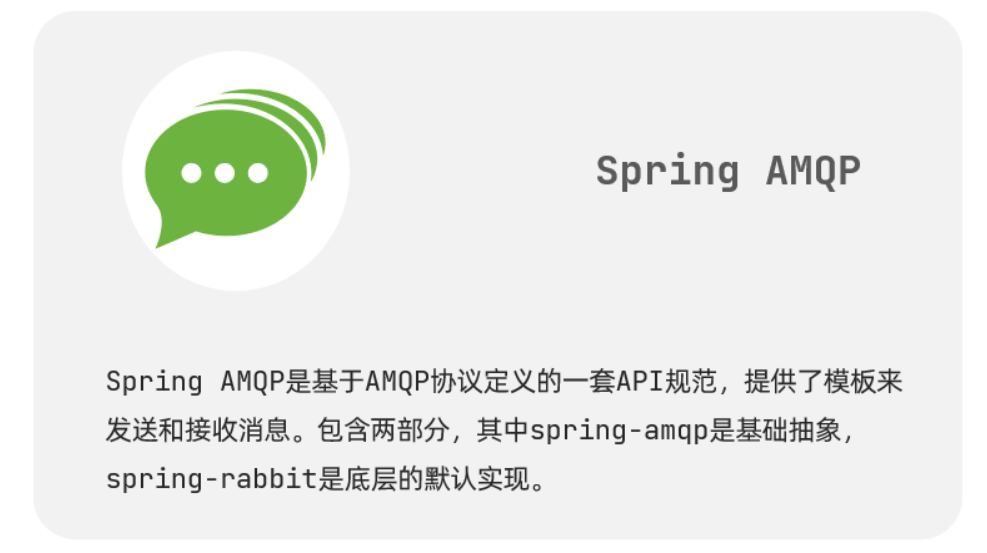 Spring AMQP
Spring AMQP是基于AMQP协议定义的一套API规范，提供了模板来
发送和接收消息。包含两部分，其中spring-amqp是基础抽象，
spring-rabbit是底层的默认实现。